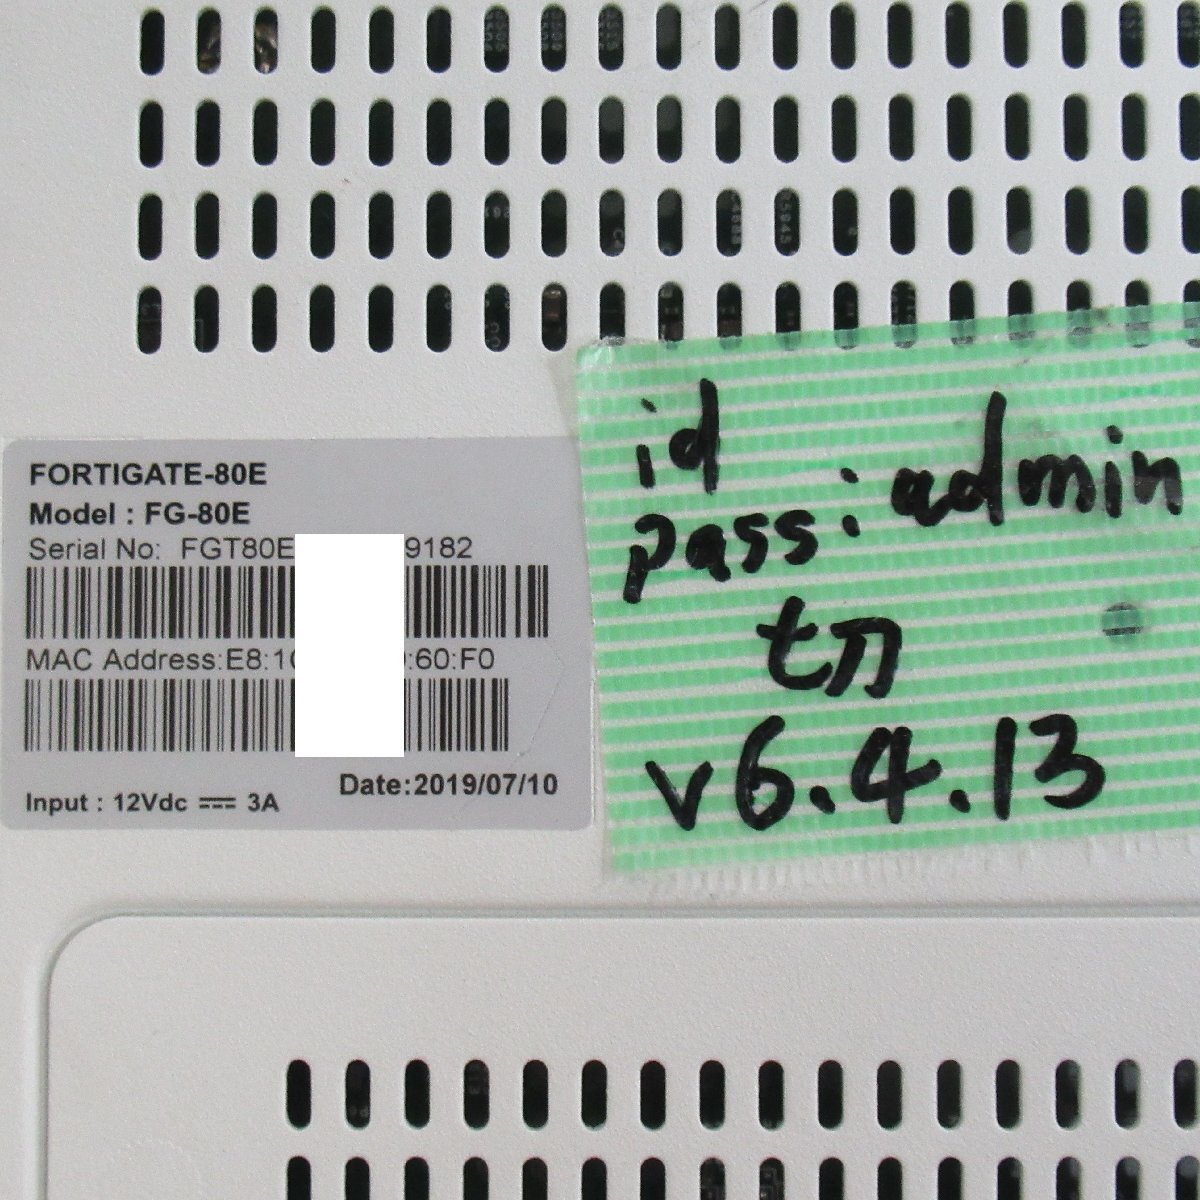 FORTIGATE-80E
Model : FG-80E
Serial No: FGT80E 9182
MAC Address:E8:1 :60:F0
Date:2019/07/10
Input : 12Vdc ⎓ 3A
id
pass: admin
切
v6.4.13